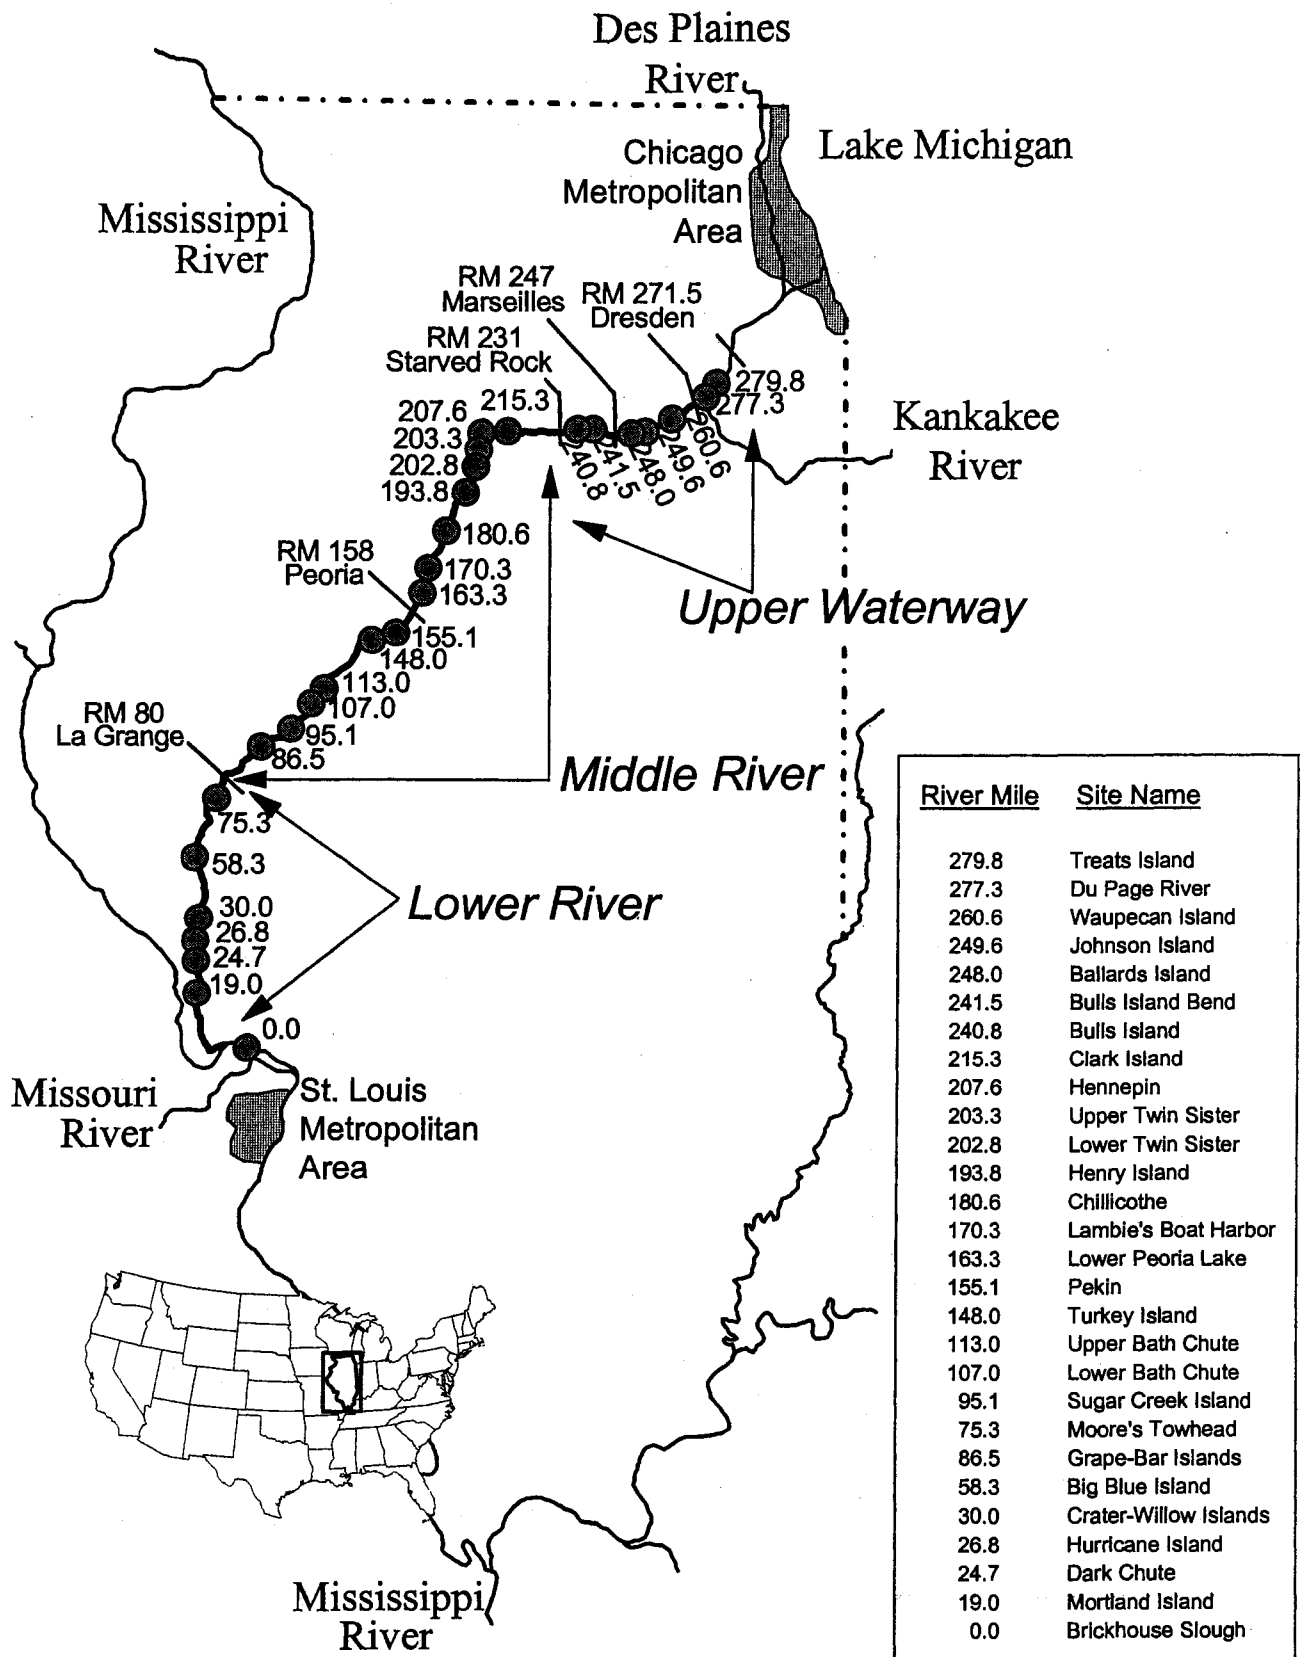 Des Plaines
River
Lake Michigan
Chicago
Metropolitan
Area
Mississippi
River
RM 247
Marseilles
RM 271.5
Dresden
RM 231
Starved Rock
279.8
277.3
260.6
249.6
248.0
241.5
240.8
215.3
207.6
203.3
202.8
193.8
Kankakee
River
180.6
RM 158
Peoria
170.3
163.3
Upper Waterway
155.1
148.0
113.0
107.0
RM 80
La Grange
95.1
86.5
Middle River
75.3
58.3
Lower River
30.0
26.8
24.7
19.0
0.0
Missouri
River
St. Louis
Metropolitan
Area
Mississippi
River
River Mile Site Name
279.8 Treats Island
277.3 Du Page River
260.6 Waupecan Island
249.6 Johnson Island
248.0 Ballards Island
241.5 Bulls Island Bend
240.8 Bulls Island
215.3 Clark Island
207.6 Hennepin
203.3 Upper Twin Sister
202.8 Lower Twin Sister
193.8 Henry Island
180.6 Chillicothe
170.3 Lambie's Boat Harbor
163.3 Lower Peoria Lake
155.1 Pekin
148.0 Turkey Island
113.0 Upper Bath Chute
107.0 Lower Bath Chute
95.1 Sugar Creek Island
75.3 Moore's Towhead
86.5 Grape-Bar Islands
58.3 Big Blue Island
30.0 Crater-Willow Islands
26.8 Hurricane Island
24.7 Dark Chute
19.0 Mortland Island
0.0 Brickhouse Slough